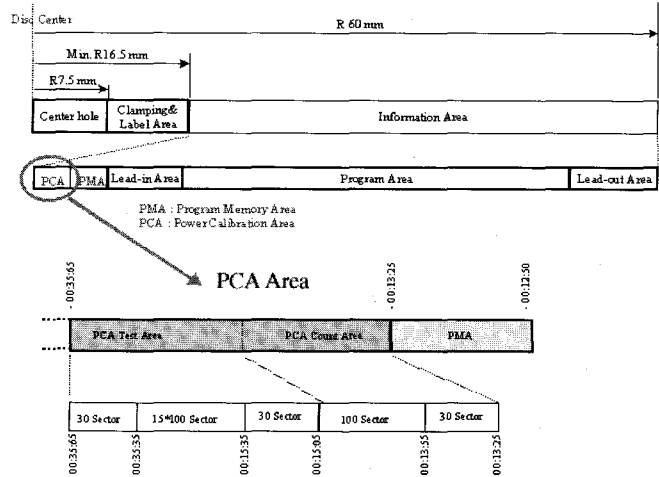 Disc Center
R 60 mm
Min. R16.5 mm
R7.5 mm
Center hole
Clamping&
Label Area
Information Area
PCA
PMA
Lead-in Area
Program Area
Lead-out Area
PMA : Program Memory Area
PCA : Power Calibration Area
PCA Area
- 00:35:65
- 00:13:25
- 00:12:50
PCA Test Area
PCA Count Area
PMA
30 Sector
15*100 Sector
30 Sector
100 Sector
30 Sector
00:35:65
00:35:35
00:15:35
00:15:05
00:13:55
00:13:25